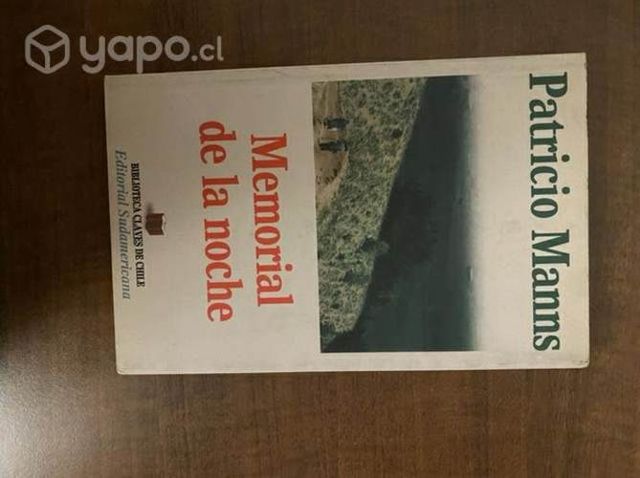 yapo.cl
Patricio Manns
Memorial
de la noche
BIBLIOTECA CLAVES DE CHILE
Editorial Sudamericana